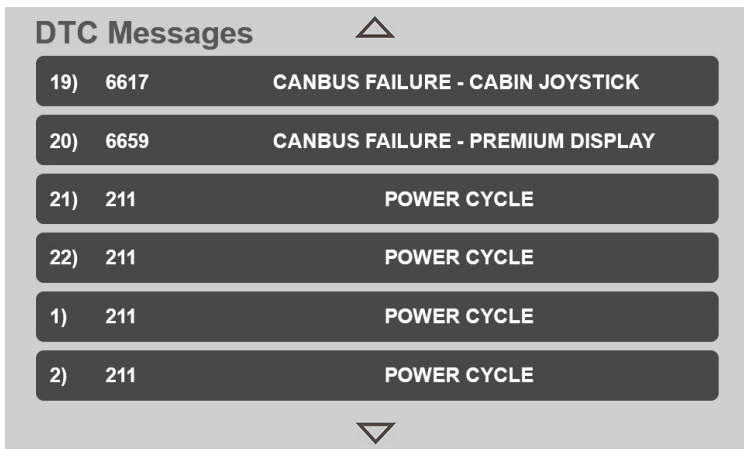 DTC Messages
19) 6617 CANBUS FAILURE - CABIN JOYSTICK
20) 6659 CANBUS FAILURE - PREMIUM DISPLAY
21) 211 POWER CYCLE
22) 211 POWER CYCLE
1) 211 POWER CYCLE
2) 211 POWER CYCLE